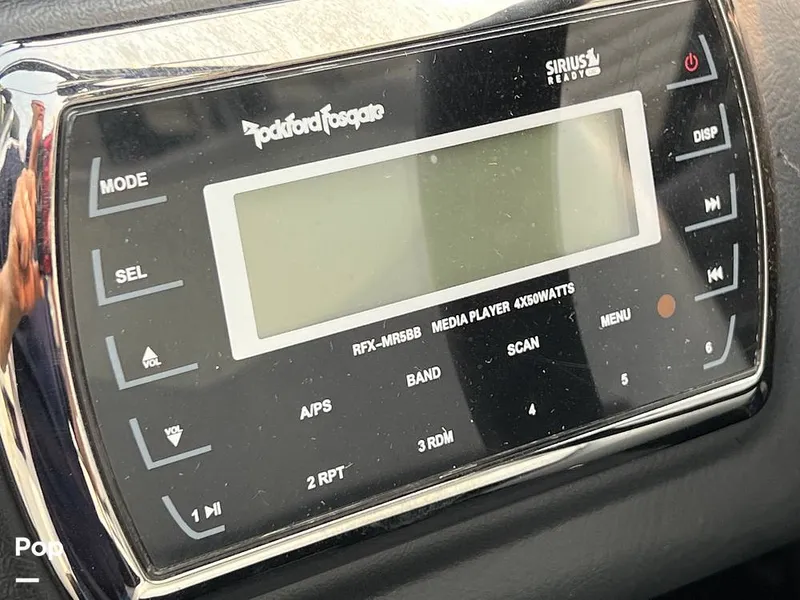 Rockford Fosgate
SIRIUS
READY
DISP
MODE
SEL
VOL
VOL
RFX-MR5BB MEDIA PLAYER 4X50WATTS
A/PS
BAND
SCAN
MENU
1
2 RPT
3 RDM
4
5
6
Pop